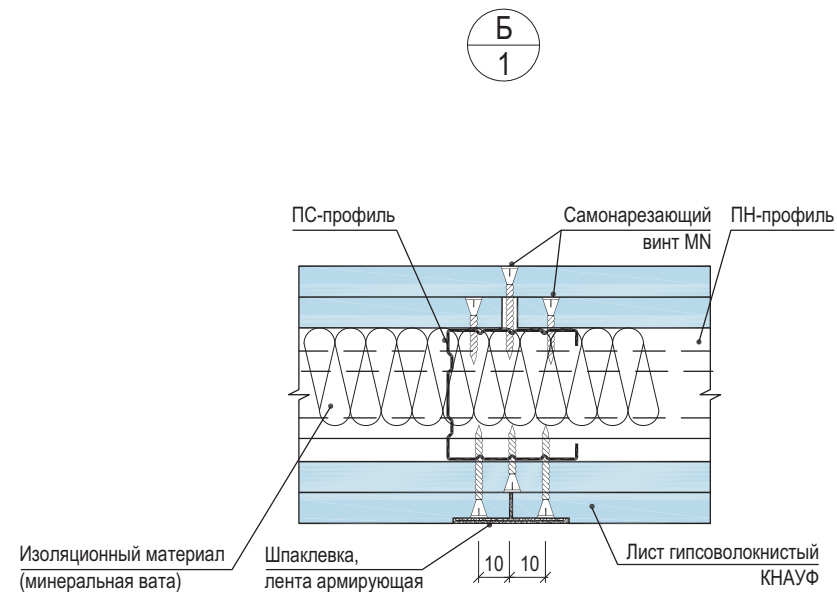 Б
1
ПС-профиль
Самонарезающий
винт MN
ПН-профиль
Изоляционный материал
(минеральная вата)
Шпаклевка,
лента армирующая
10 10
Лист гипсоволокнистый
КНАУФ